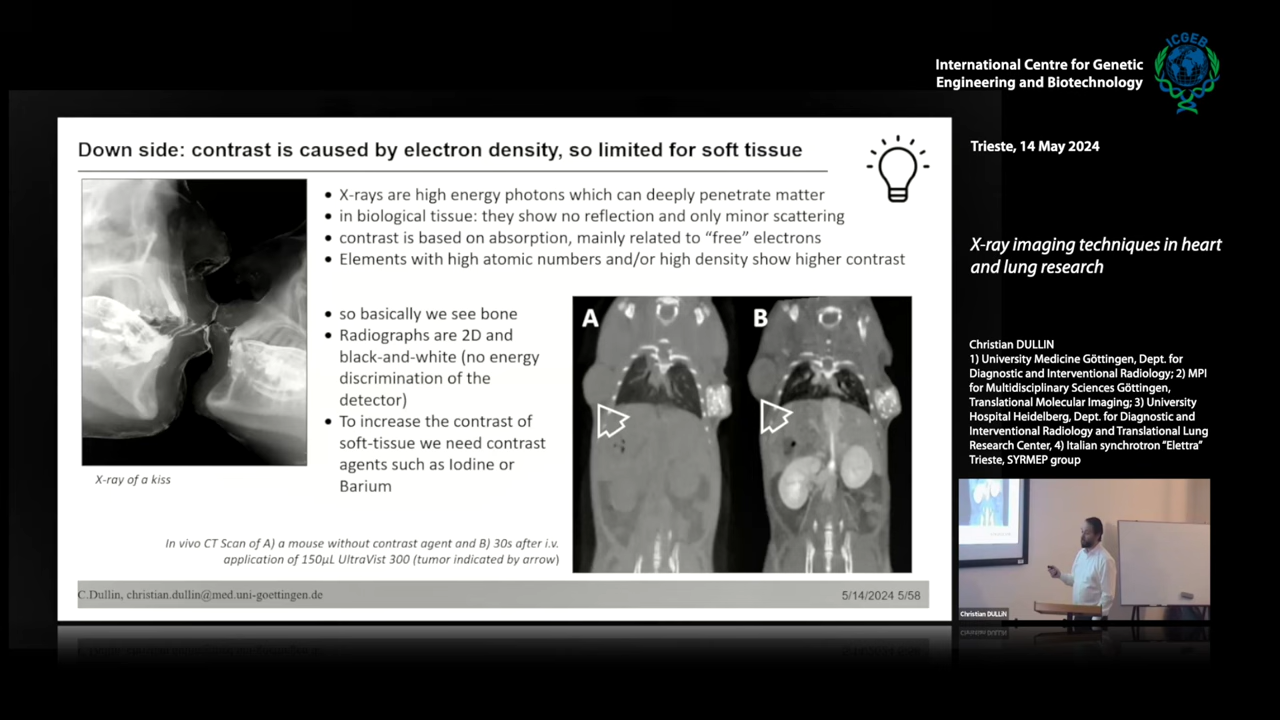 ICGEB
International Centre for Genetic
Engineering and Biotechnology
Trieste, 14 May 2024
X-ray imaging techniques in heart
and lung research
Christian DULLIN
1) University Medicine Göttingen, Dept. for
Diagnostic and Interventional Radiology; 2) MPI
for Multidisciplinary Sciences Göttingen,
Translational Molecular Imaging; 3) University
Hospital Heidelberg, Dept. for Diagnostic and
Interventional Radiology and Translational Lung
Research Center, 4) Italian synchrotron "Elettra"
Trieste, SYRMEP group
Christian DULLIN
Down side: contrast is caused by electron density, so limited for soft tissue
• X-rays are high energy photons which can deeply penetrate matter
• in biological tissue: they show no reflection and only minor scattering
• contrast is based on absorption, mainly related to “free” electrons
• Elements with high atomic numbers and/or high density show higher contrast
• so basically we see bone
• Radiographs are 2D and
black-and-white (no energy
discrimination of the
detector)
• To increase the contrast of
soft-tissue we need contrast
agents such as Iodine or
Barium
X-ray of a kiss
A
B
In vivo CT Scan of A) a mouse without contrast agent and B) 30s after i.v.
application of 150µL UltraVist 300 (tumor indicated by arrow)
C.Dullin, christian.dullin@med.uni-goettingen.de
5/14/2024 5/58